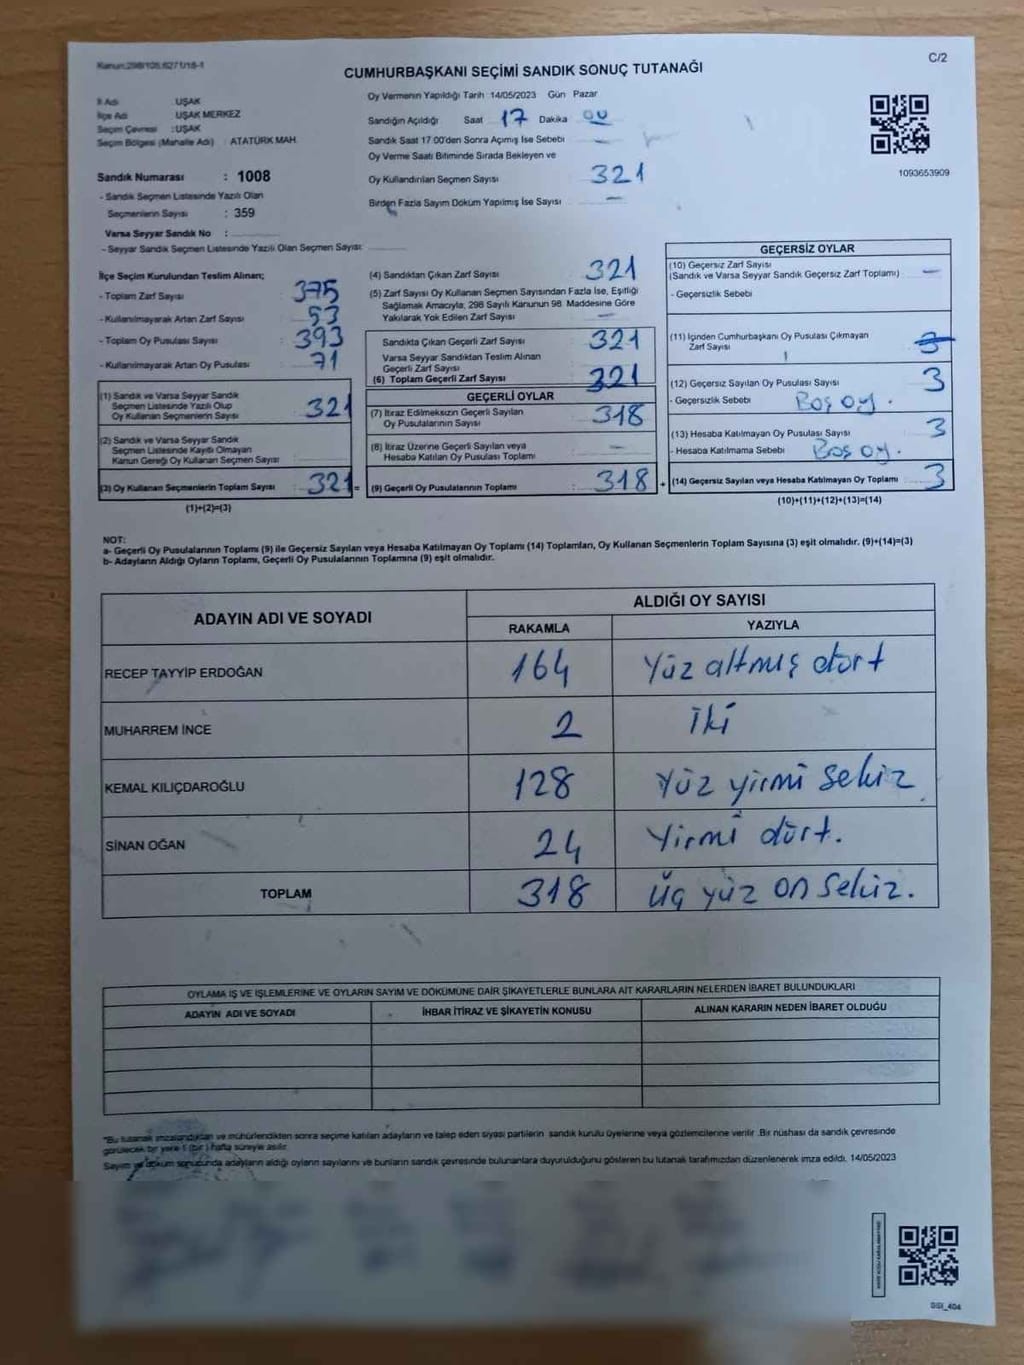 Kanun:298/105,6271/18-1
C/2
CUMHURBAŞKANI SEÇİMİ SANDIK SONUÇ TUTANAĞI
İl Adı : UŞAK
İlçe Adı : UŞAK MERKEZ
Seçim Çevresi : UŞAK
Seçim Bölgesi (Mahalle Adı) : ATATÜRK MAH.
Sandık Numarası : 1008
- Sandık Seçmen Listesinde Yazılı Olan
Seçmenlerin Sayısı : 359
Varsa Seyyar Sandık No :
- Seyyar Sandık Seçmen Listesinde Yazılı Olan Seçmen Sayısı:
Oy Vermenin Yapıldığı Tarih 14/05/2023 Gün Pazar
Sandığın Açıldığı Saat 17 Dakika 00
Sandık Saat 17:00'den Sonra Açımış İse Sebebi —
Oy Verme Saati Bitiminde Sırada Bekleyen ve
Oy Kullandırılan Seçmen Sayısı 321
Birden Fazla Sayım Döküm Yapılmış İse Sayısı —
1093653909
İlçe Seçim Kurulundan Teslim Alınan;
- Toplam Zarf Sayısı : 375
- Kullanılmayarak Artan Zarf Sayısı : 53
- Toplam Oy Pusulası Sayısı : 393
- Kullanılmayarak Artan Oy Pusulası : 71
(1) Sandık ve Varsa Seyyar Sandık
Seçmen Listesinde Yazılı Olup
Oy Kullanan Seçmenlerin Sayısı : 321
(2) Sandık ve Varsa Seyyar Sandık
Seçmen Listesinde Kayıtlı Olmayan
Kanun Gereği Oy Kullanan Seçmen Sayısı :
(3) Oy Kullanan Seçmenlerin Toplam Sayısı : 321 =
(1)+(2)=(3)
(4) Sandıktan Çıkan Zarf Sayısı : 321
(5) Zarf Sayısı Oy Kullanan Seçmen Sayısından Fazla İse, Eşitliği
Sağlamak Amacıyla, 298 Sayılı Kanunun 98. Maddesine Göre
Yakılarak Yok Edilen Zarf Sayısı : —
Sandıkta Çıkan Geçerli Zarf Sayısı : 321
Varsa Seyyar Sandıktan Teslim Alınan
Geçerli Zarf Sayısı
(6) Toplam Geçerli Zarf Sayısı : 321
GEÇERLİ OYLAR
(7) İtiraz Edilmeksizin Geçerli Sayılan
Oy Pusulalarının Sayısı : 318
(8) İtiraz Üzerine Geçerli Sayılan veya
Hesaba Katılan Oy Pusulası Toplamı : —
(9) Geçerli Oy Pusulalarının Toplamı : 318 +
GEÇERSİZ OYLAR
(10) Geçersiz Zarf Sayısı
(Sandık ve Varsa Seyyar Sandık Geçersiz Zarf Toplamı) : —
- Geçersizlik Sebebi
(11) İçinden Cumhurbaşkanı Oy Pusulası Çıkmayan
Zarf Sayısı : 3
(12) Geçersiz Sayılan Oy Pusulası Sayısı : 3
- Geçersizlik Sebebi Boş oy.
(13) Hesaba Katılmayan Oy Pusulası Sayısı : 3
- Hesaba Katılmama Sebebi Boş oy.
(14) Geçersiz Sayılan veya Hesaba Katılmayan Oy Toplamı : 3
(10)+(11)+(12)+(13)=(14)
NOT:
a- Geçerli Oy Pusulalarının Toplamı (9) ile Geçersiz Sayılan veya Hesaba Katılmayan Oy Toplamı (14) Toplamları, Oy Kullanan Seçmenlerin Toplam Sayısına (3) eşit olmalıdır. (9)+(14)=(3)
b- Adayların Aldığı Oyların Toplamı, Geçerli Oy Pusulalarının Toplamına (9) eşit olmalıdır.
ADAYIN ADI VE SOYADI
ALDIĞI OY SAYISI
RAKAMLA YAZIYLA
RECEP TAYYİP ERDOĞAN 164 Yüz altmış dört
MUHARREM İNCE 2 İki
KEMAL KILIÇDAROĞLU 128 Yüz yirmi sekiz
SİNAN OĞAN 24 Yirmi dört.
TOPLAM 318 Üç yüz on sekiz.
OYLAMA İŞ VE İŞLEMLERİNE VE OYLARIN SAYIM VE DÖKÜMÜNE DAİR ŞİKAYETLERLE BUNLARA AİT KARARLARIN NELERDEN İBARET BULUNDUKLARI
ADAYIN ADI VE SOYADI İHBAR İTİRAZ VE ŞİKAYETİN KONUSU ALINAN KARARIN NEDEN İBARET OLDUĞU
"Bu tutanak imzalandıktan ve mühürlendikten sonra seçime katılan adayların ve talep eden siyasi partilerin sandık kurulu üyelerine veya gözlemcilerine verilir .Bir nüshası da sandık çevresinde
görülecek bir yere 1 (bir ) hafta süreyle asılır.
Sayım ve döküm sonucunda adayların aldığı oyların sayılarını ve bunların sandık çevresinde bulunanlara duyurulduğunu gösteren bu tutanak tarafımızdan düzenlenerek imza edildi. 14/05/2023
GSI_404